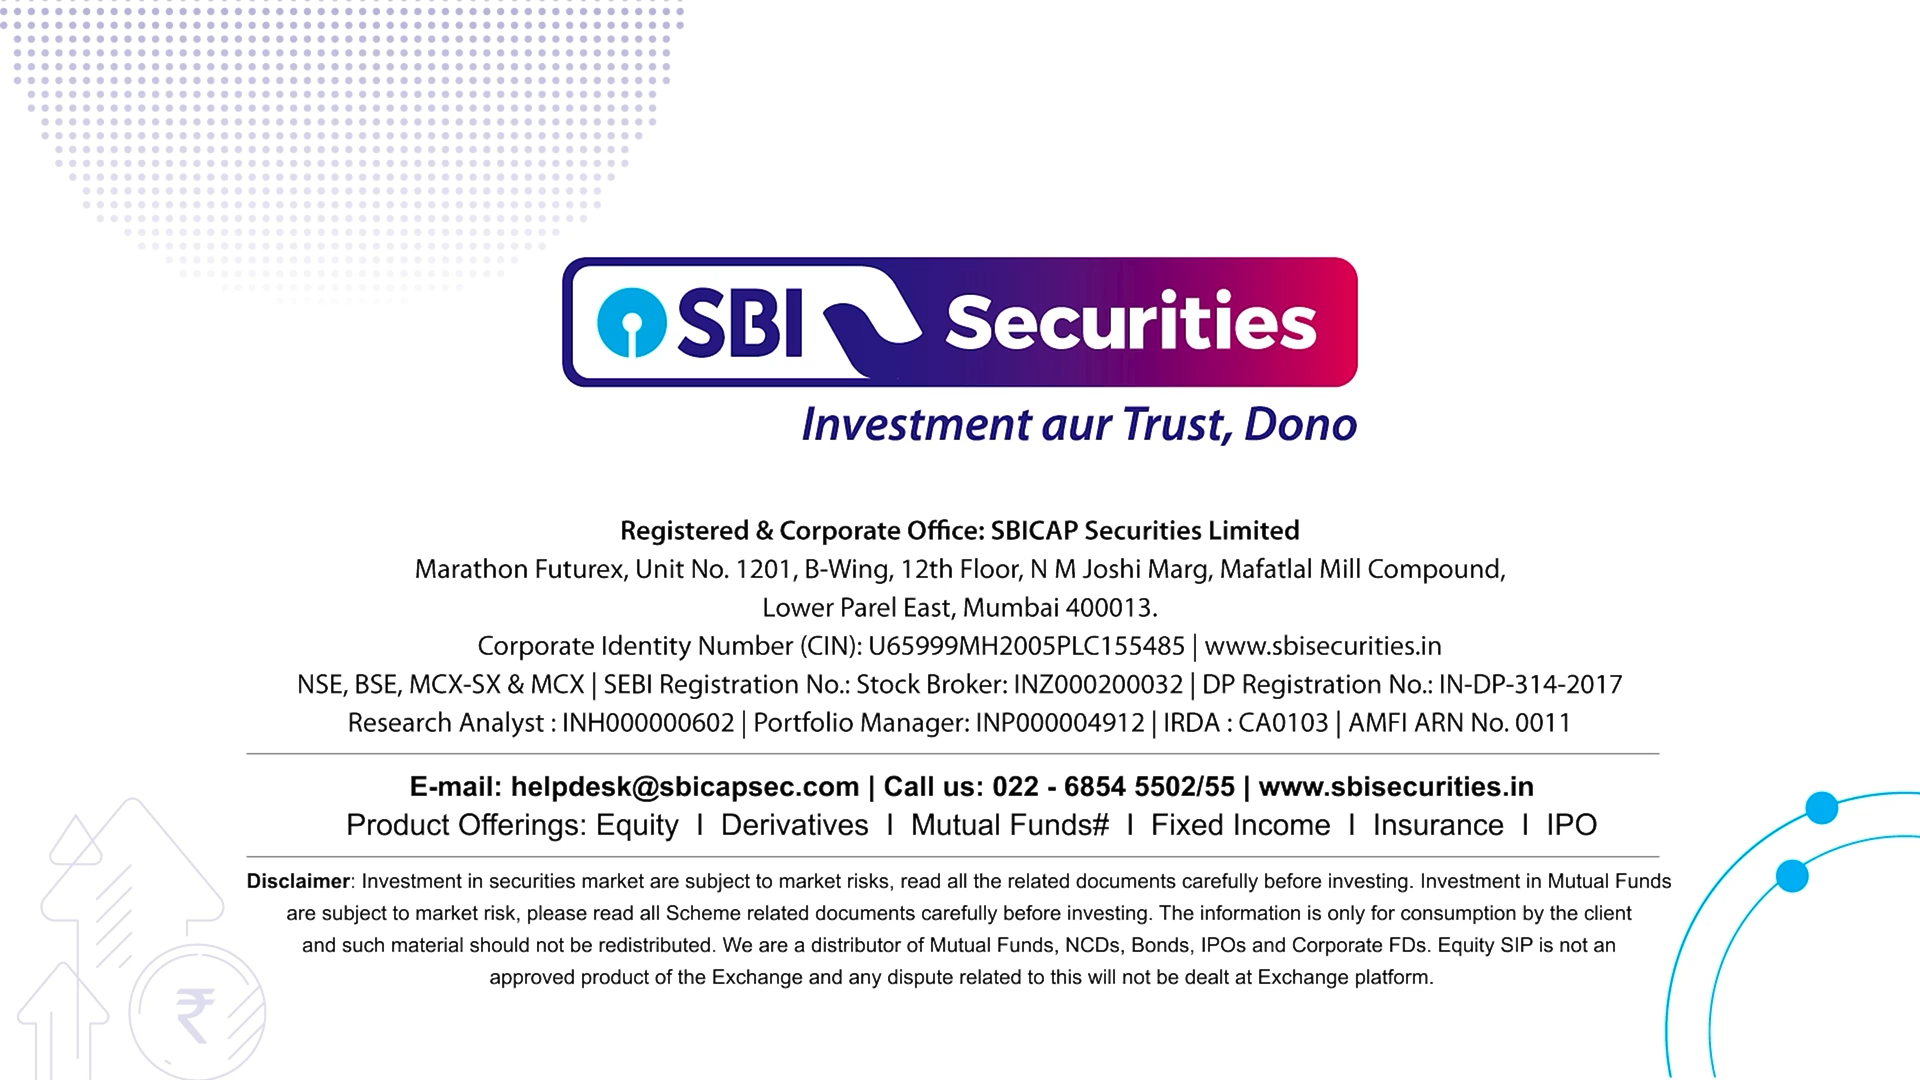 SBI Securities
Investment aur Trust, Dono
Registered & Corporate Office: SBICAP Securities Limited
Marathon Futurex, Unit No. 1201, B-Wing, 12th Floor, N M Joshi Marg, Mafatlal Mill Compound,
Lower Parel East, Mumbai 400013.
Corporate Identity Number (CIN): U65999MH2005PLC155485 | www.sbisecurities.in
NSE, BSE, MCX-SX & MCX | SEBI Registration No.: Stock Broker: INZ000200032 | DP Registration No.: IN-DP-314-2017
Research Analyst : INH000000602 | Portfolio Manager: INP000004912 | IRDA : CA0103 | AMFI ARN No. 0011
E-mail: helpdesk@sbicapsec.com | Call us: 022 - 6854 5502/55 | www.sbisecurities.in
Product Offerings: Equity I Derivatives I Mutual Funds# I Fixed Income I Insurance I IPO
Disclaimer: Investment in securities market are subject to market risks, read all the related documents carefully before investing. Investment in Mutual Funds
are subject to market risk, please read all Scheme related documents carefully before investing. The information is only for consumption by the client
and such material should not be redistributed. We are a distributor of Mutual Funds, NCDs, Bonds, IPOs and Corporate FDs. Equity SIP is not an
approved product of the Exchange and any dispute related to this will not be dealt at Exchange platform.
₹